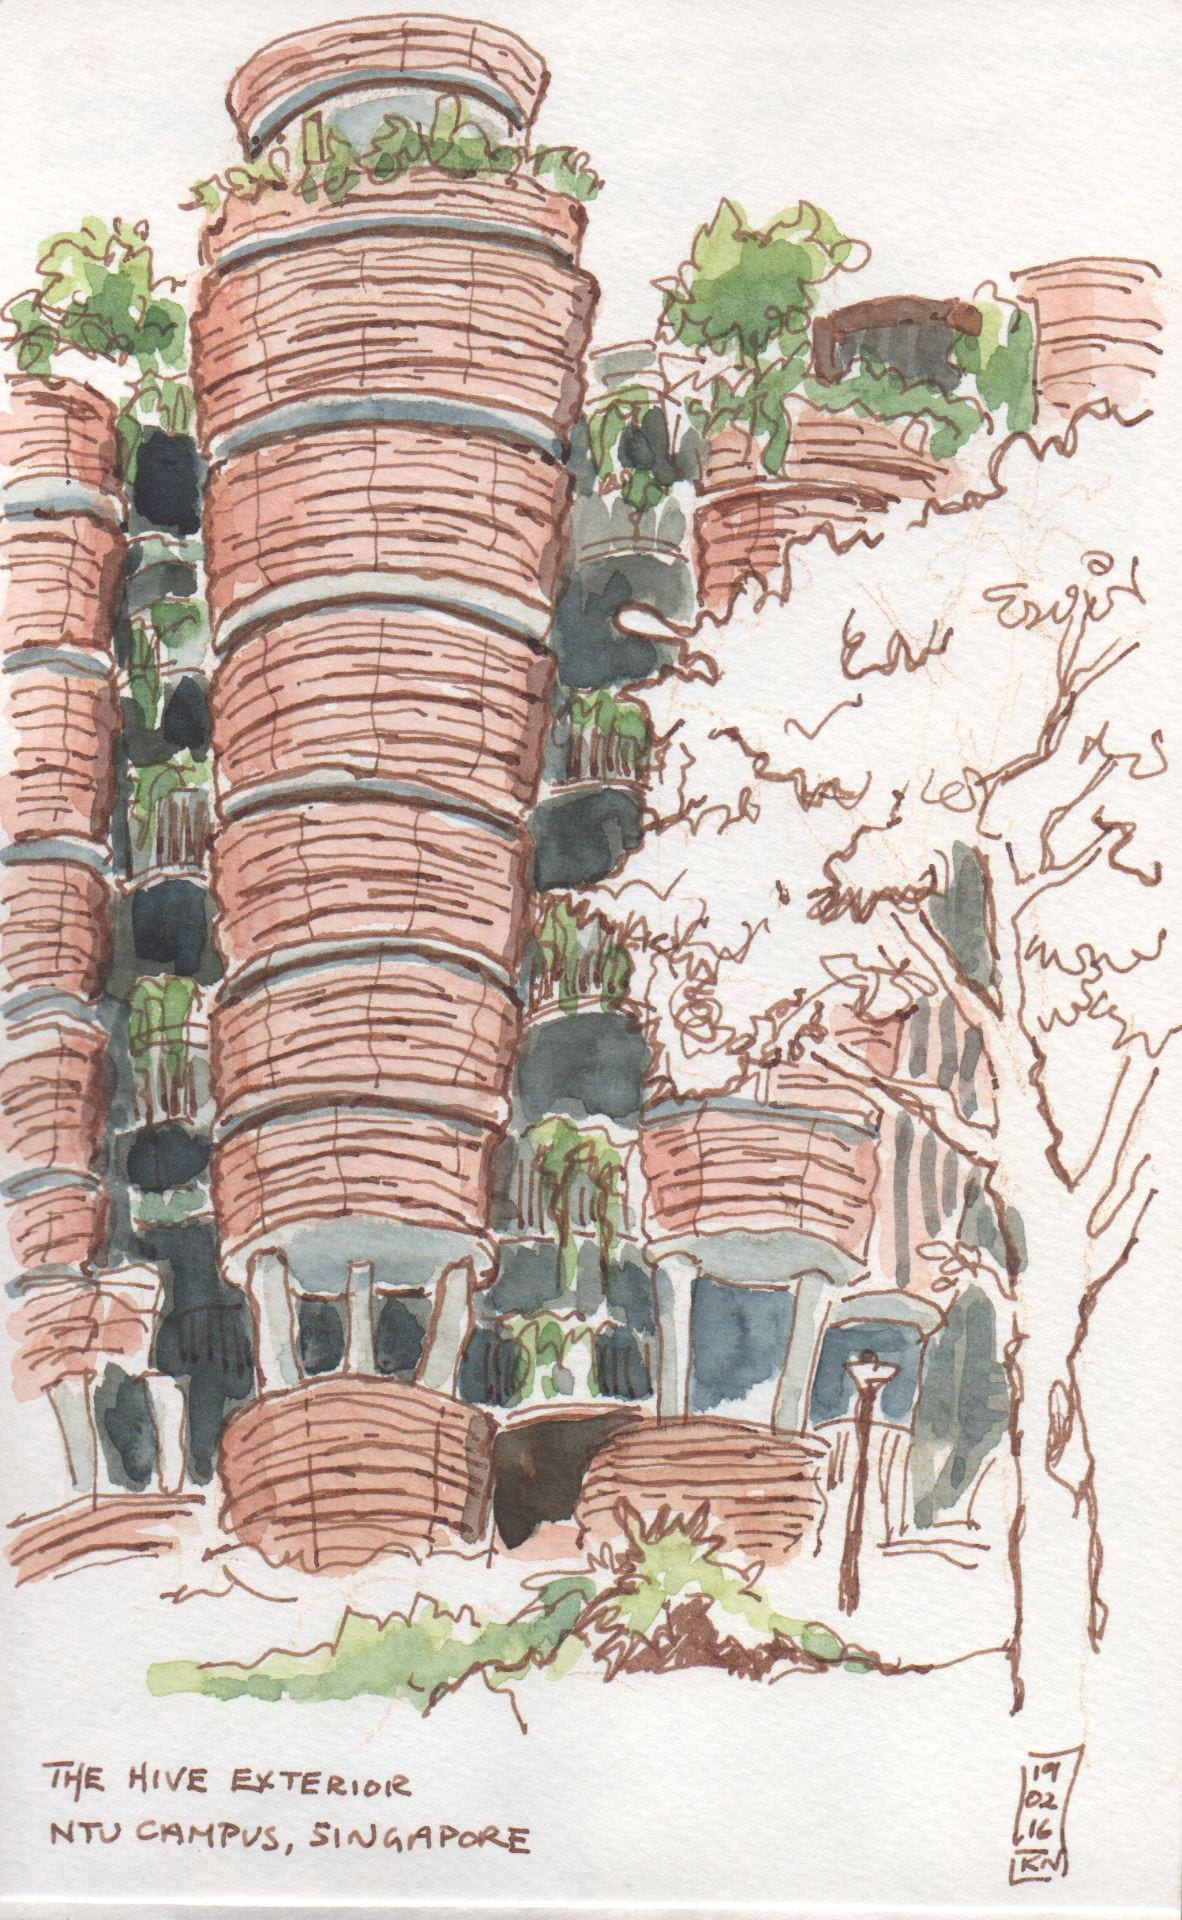 THE HIVE EXTERIOR
NTU CAMPUS, SINGAPORE
19
02
16
KN